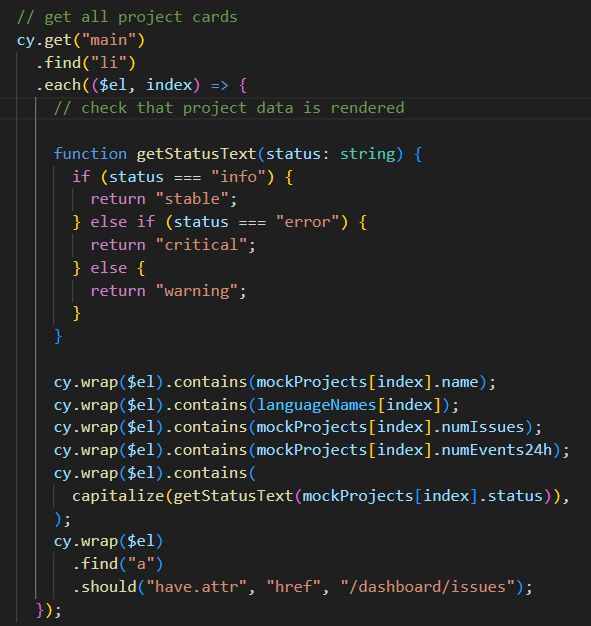 // get all project cards
cy.get("main")
  .find("li")
  .each(($el, index) => {
    // check that project data is rendered

    function getStatusText(status: string) {
      if (status === "info") {
        return "stable";
      } else if (status === "error") {
        return "critical";
      } else {
        return "warning";
      }
    }

    cy.wrap($el).contains(mockProjects[index].name);
    cy.wrap($el).contains(languageNames[index]);
    cy.wrap($el).contains(mockProjects[index].numIssues);
    cy.wrap($el).contains(mockProjects[index].numEvents24h);
    cy.wrap($el).contains(
      capitalize(getStatusText(mockProjects[index].status)),
    );
    cy.wrap($el)
      .find("a")
      .should("have.attr", "href", "/dashboard/issues");
  });